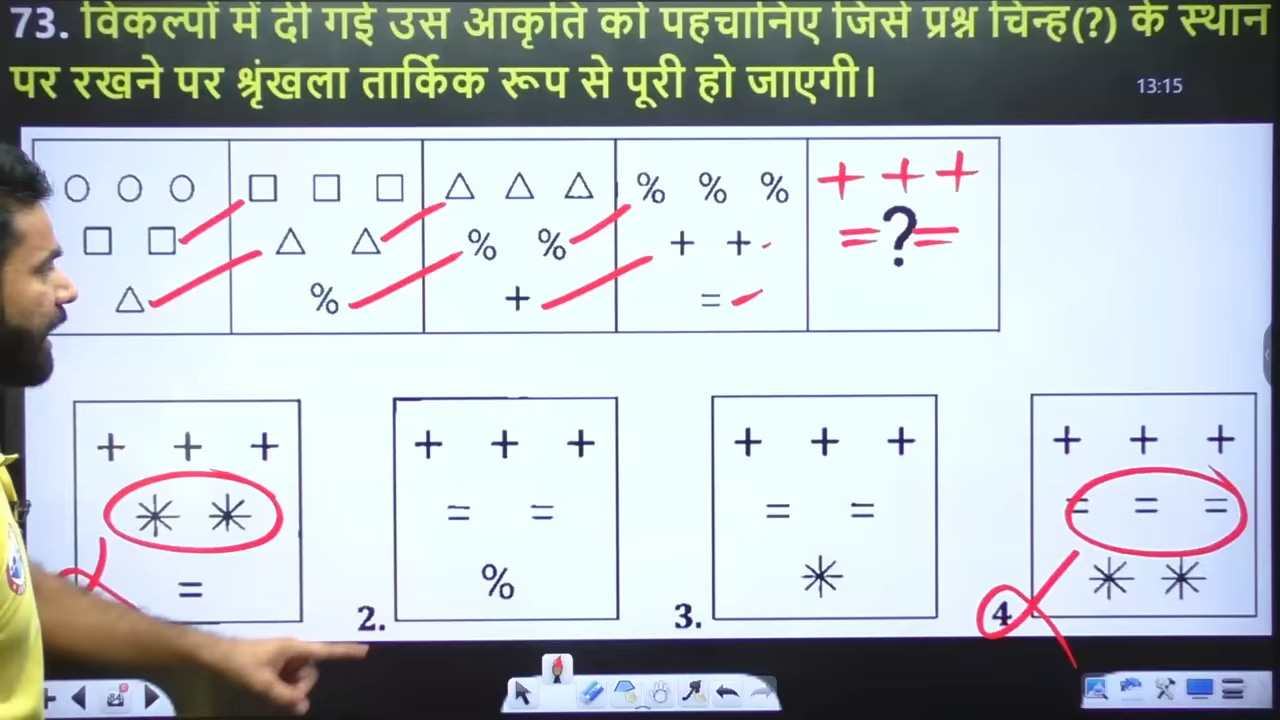 73. विकल्पों में दी गई उस आकृति को पहचानिए जिसे प्रश्न चिन्ह(?) के स्थान
पर रखने पर श्रृंखला तार्किक रूप से पूरी हो जाएगी।
13:15
% % % + + +
% % + + = ? =
% + =
+ + + + + + + + + + + +
= = = = = = =
= %
2. 3. 4